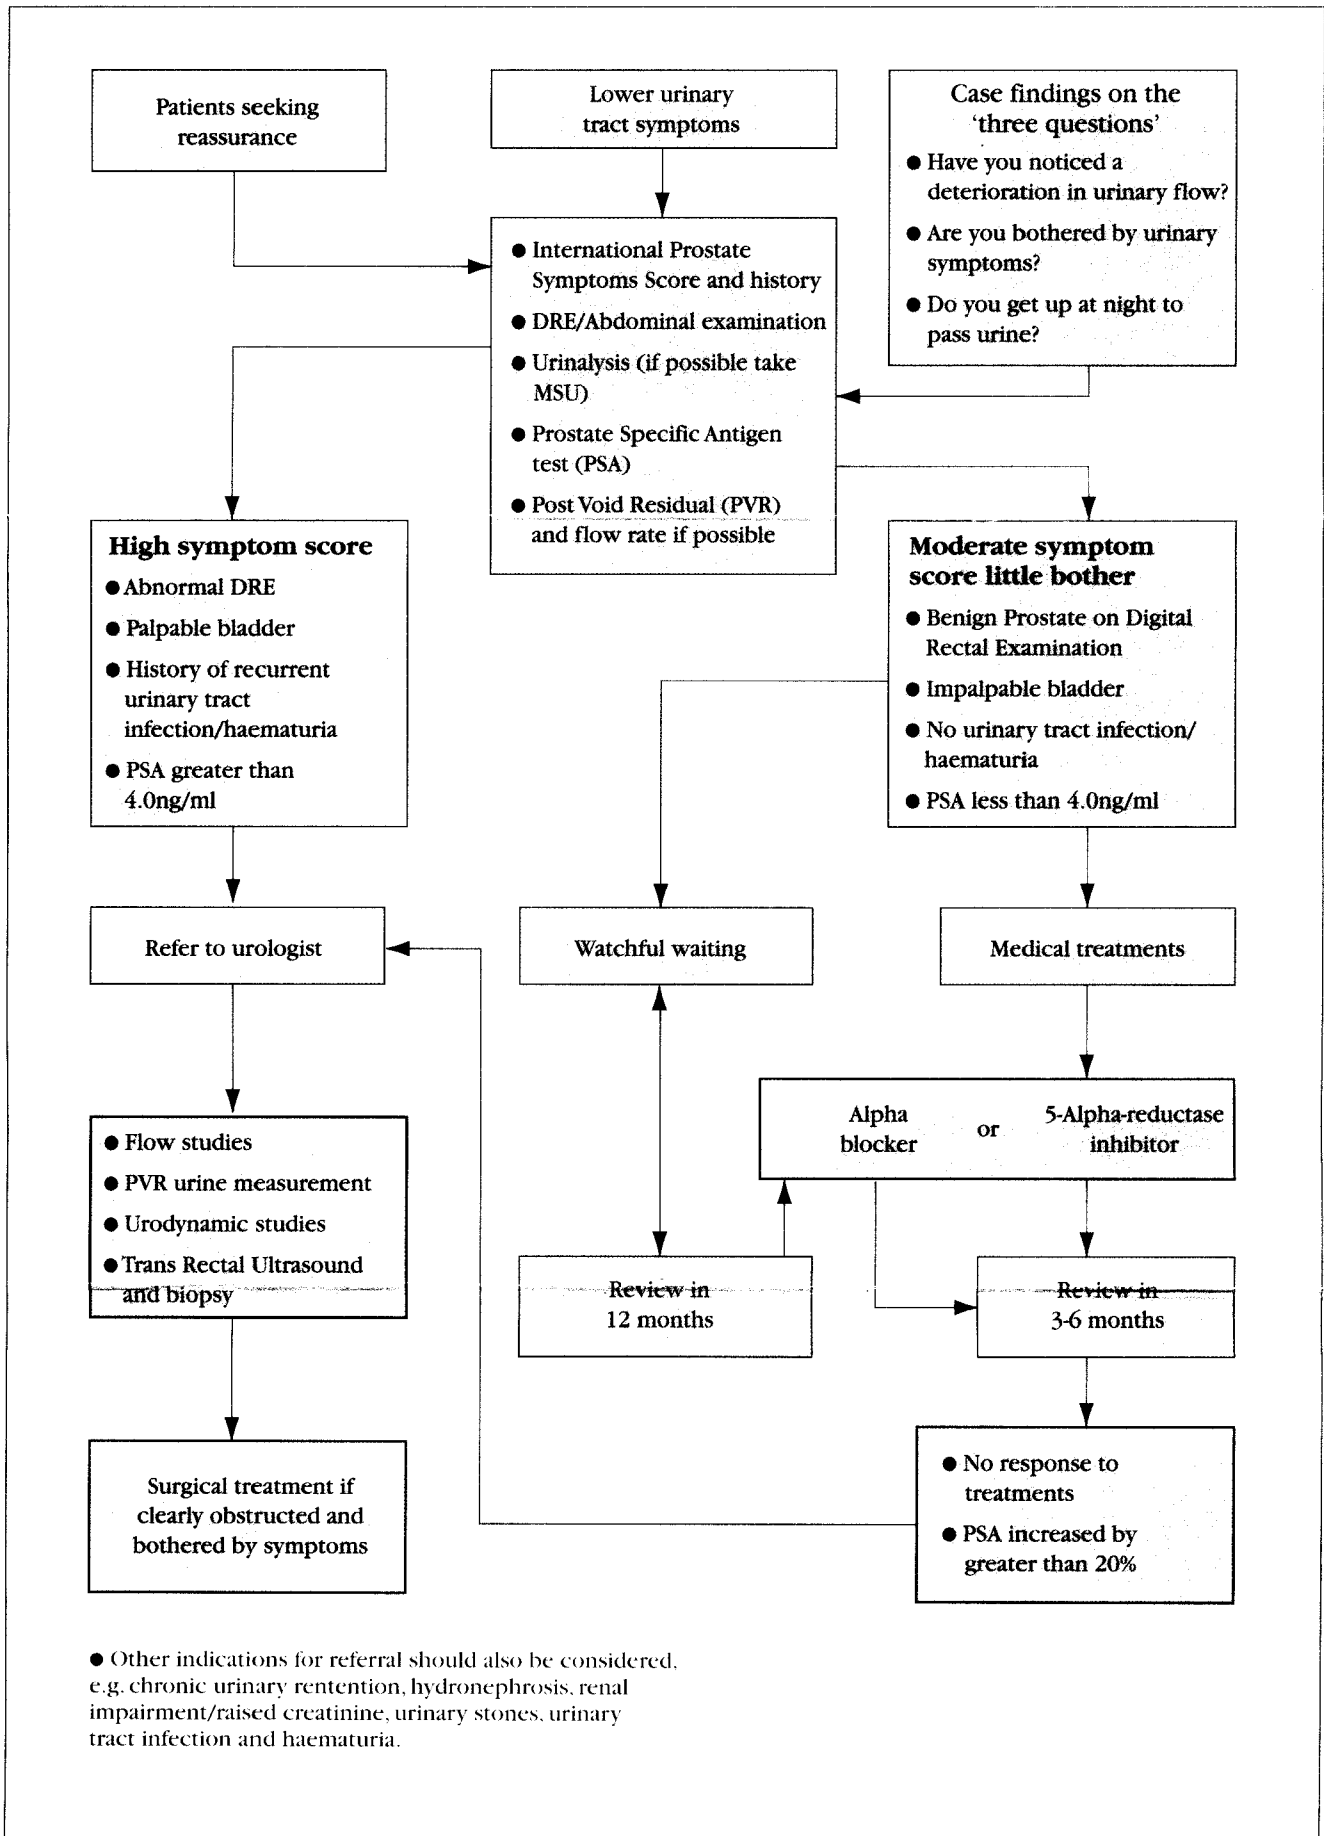 Patients seeking
reassurance
Lower urinary
tract symptoms
Case findings on the
‘three questions’
● Have you noticed a
deterioration in urinary flow?
● Are you bothered by urinary
symptoms?
● Do you get up at night to
pass urine?
● International Prostate
Symptoms Score and history
● DRE/Abdominal examination
● Urinalysis (if possible take
MSU)
● Prostate Specific Antigen
test (PSA)
● Post Void Residual (PVR)
and flow rate if possible
High symptom score
● Abnormal DRE
● Palpable bladder
● History of recurrent
urinary tract
infection/haematuria
● PSA greater than
4.0ng/ml
Moderate symptom
score little bother
● Benign Prostate on Digital
Rectal Examination
● Impalpable bladder
● No urinary tract infection/
haematuria
● PSA less than 4.0ng/ml
Refer to urologist
Watchful waiting
Medical treatments
● Flow studies
● PVR urine measurement
● Urodynamic studies
● Trans Rectal Ultrasound
and biopsy
Alpha
blocker
or
5-Alpha-reductase
inhibitor
Review in
12 months
Review in
3-6 months
Surgical treatment if
clearly obstructed and
bothered by symptoms
● No response to
treatments
● PSA increased by
greater than 20%
● Other indications for referral should also be considered,
e.g. chronic urinary rentention, hydronephrosis, renal
impairment/raised creatinine, urinary stones, urinary
tract infection and haematuria.